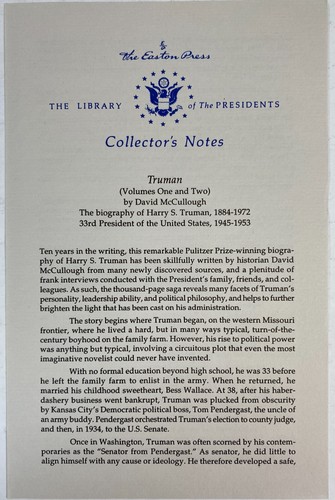 The Easton Press
THE LIBRARY of The PRESIDENTS
Collector's Notes
Truman
(Volumes One and Two)
by David McCullough
The biography of Harry S. Truman, 1884-1972
33rd President of the United States, 1945-1953
Ten years in the writing, this remarkable Pulitzer Prize-winning biogra-
phy of Harry S. Truman has been skillfully written by historian David
McCullough from many newly discovered sources, and a plenitude of
frank interviews conducted with the President's family, friends, and col-
leagues. As such, the thousand-page saga reveals many facets of Truman's
personality, leadership ability, and political philosophy, and helps to further
brighten the light that has been cast on his administration.
The story begins where Truman began, on the western Missouri
frontier, where he lived a hard, but in many ways typical, turn-of-the-
century boyhood on the family farm. However, his rise to political power
was anything but typical, involving a circuitous plot that even the most
imaginative novelist could never have invented.
With no formal education beyond high school, he was 33 before
he left the family farm to enlist in the army. When he returned, he
married his childhood sweetheart, Bess Wallace. At 38, after his haber-
dashery business went bankrupt, Truman was plucked from obscurity
by Kansas City's Democratic political boss, Tom Pendergast, the uncle of
an army buddy. Pendergast orchestrated Truman's election to county judge,
and then, in 1934, to the U.S. Senate.
Once in Washington, Truman was often scorned by his contem-
poraries as the "Senator from Pendergast." As senator, he did little to
align himself with any cause or ideology. He therefore developed a safe,